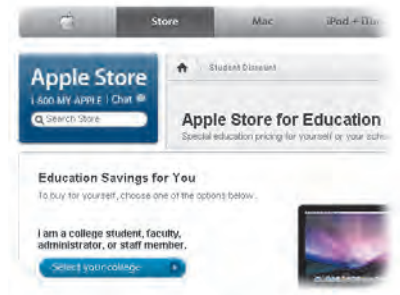 Store Mac iPod + iTun
Apple Store
1-800 MY APPLE | Chat
Search Store
Student Discount
Apple Store for Education
Special education pricing for yourself or your scho
Education Savings for You
To buy for yourself, choose one of the options below.
I am a college student, faculty,
administrator, or staff member.
Select your college